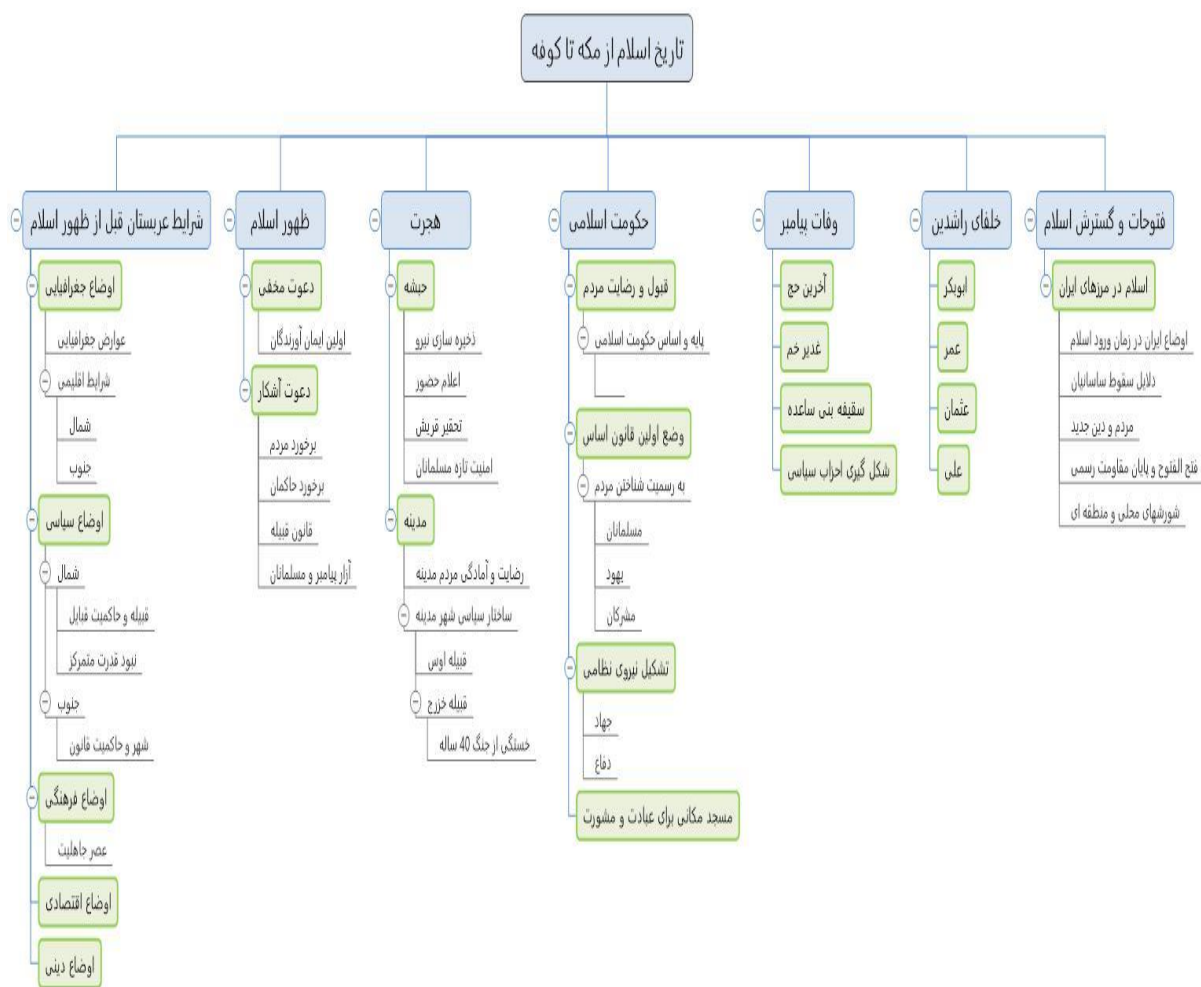 تاریخ اسلام از مکه تا کوفه
شرایط عربستان قبل از ظهور اسلام
اوضاع جغرافیایی
عوارض جغرافیایی
شرایط اقلیمی
شمال
جنوب
اوضاع سیاسی
شمال
قبیله و حاکمیت قبایل
نبود قدرت متمرکز
جنوب
شهر و حاکمیت قانون
اوضاع فرهنگی
عصر جاهلیت
اوضاع اقتصادی
اوضاع دینی
ظهور اسلام
دعوت مخفی
اولین ایمان آورندگان
دعوت آشکار
برخورد مردم
برخورد حاکمان
قانون قبیله
آزار پیامبر و مسلمانان
هجرت
حبشه
ذخیره سازی نیرو
اعلام حضور
تحقیر قریش
امنیت تازه مسلمانان
مدینه
رضایت و آمادگی مردم مدینه
ساختار سیاسی شهر مدینه
قبیله اوس
قبیله خزرج
خستگی از جنگ 40 ساله
حکومت اسلامی
قبول و رضایت مردم
پایه و اساس حکومت اسلامی
وضع اولین قانون اساس
به رسمیت شناختن مردم
مسلمانان
یهود
مشرکان
تشکیل نیروی نظامی
جهاد
دفاع
مسجد مکانی برای عبادت و مشورت
وفات پیامبر
آخرین حج
غدیر خم
سقیفه بنی ساعده
شکل گیری احزاب سیاسی
خلفای راشدین
ابوبکر
عمر
عثمان
علی
فتوحات و گسترش اسلام
اسلام در مرزهای ایران
اوضاع ایران در زمان ورود اسلام
دلایل سقوط ساسانیان
مردم و دین جدید
فتح الفتوح و پایان مقاومت رسمی
شورشهای محلی و منطقه ای